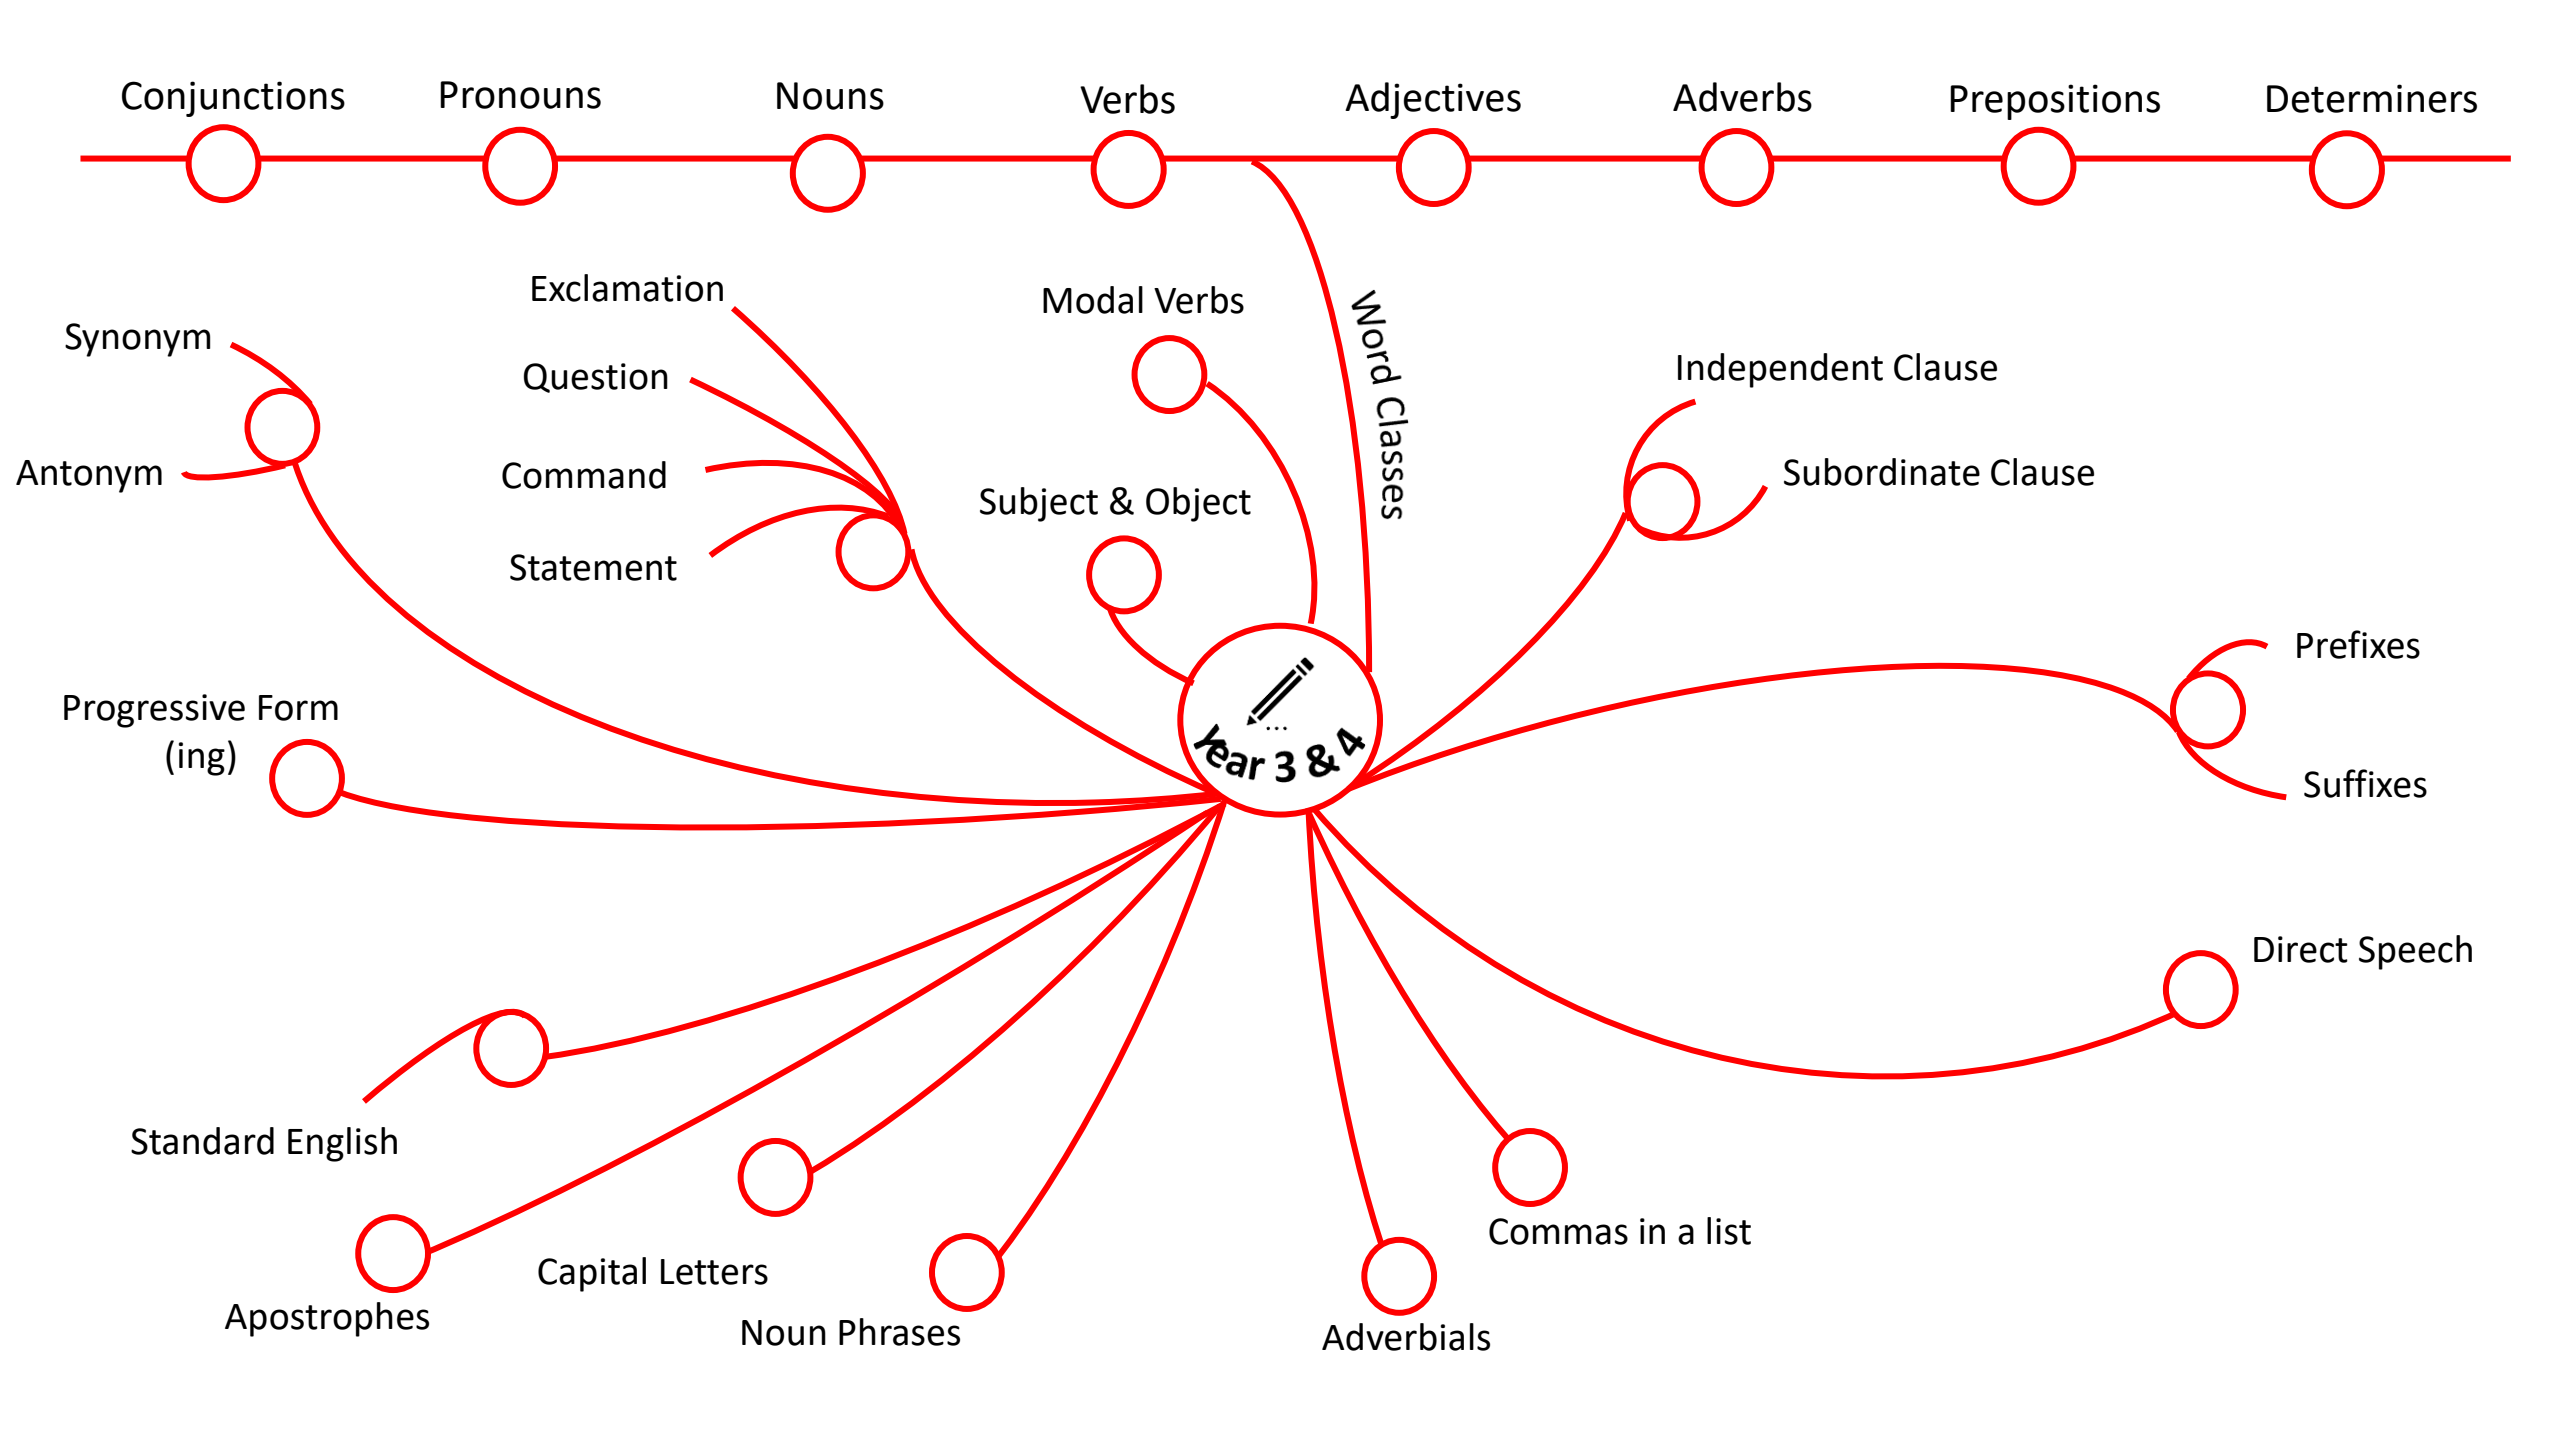 Conjunctions
Pronouns
Nouns
Verbs
Adjectives
Adverbs
Prepositions
Determiners
Exclamation
Modal Verbs
Word Classes
Synonym
Question
Independent Clause
Antonym
Command
Subject & Object
Subordinate Clause
Statement
Prefixes
Progressive Form
(ing)
...
Year 3 & 4
Suffixes
Direct Speech
Standard English
Commas in a list
Capital Letters
Apostrophes
Noun Phrases
Adverbials